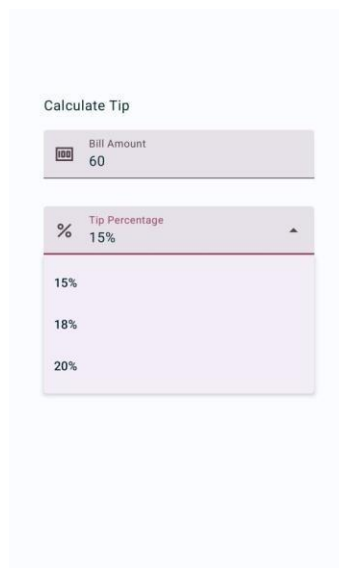 Calculate Tip
Bill Amount
60
Tip Percentage
15%
15%
18%
20%